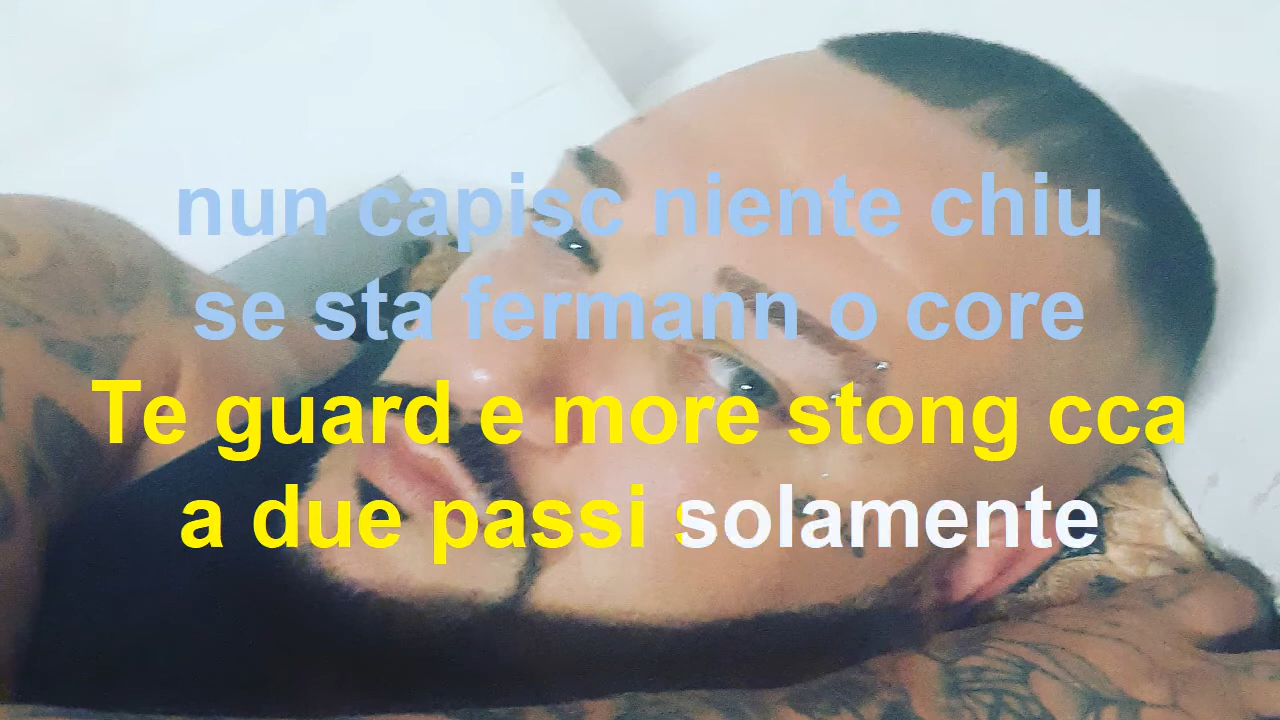 nun capisc niente chiu
se sta fermann o core
Te guard e more stong cca
a due passi solamente